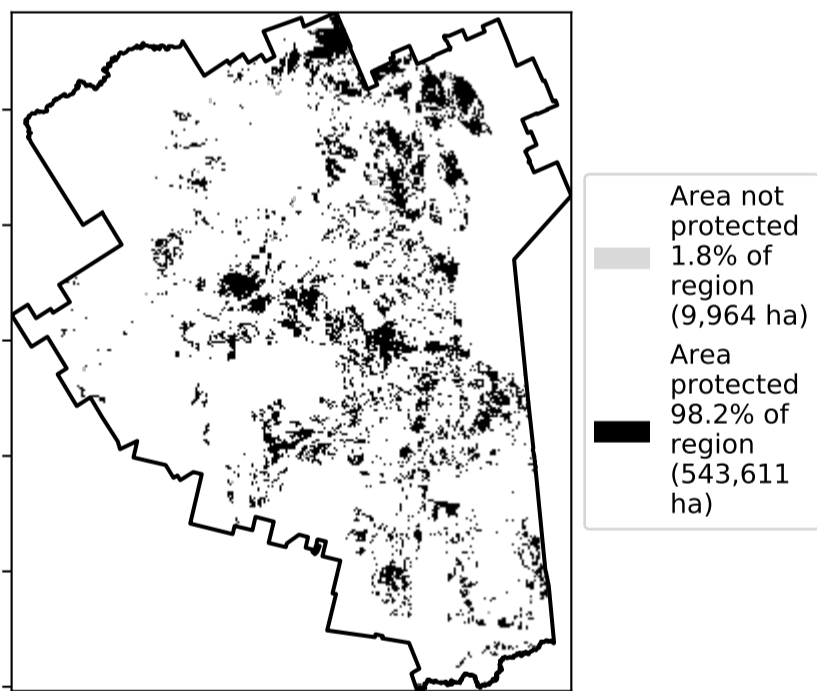 Area not
protected
1.8% of
region
(9,964 ha)
Area
protected
98.2% of
region
(543,611
ha)